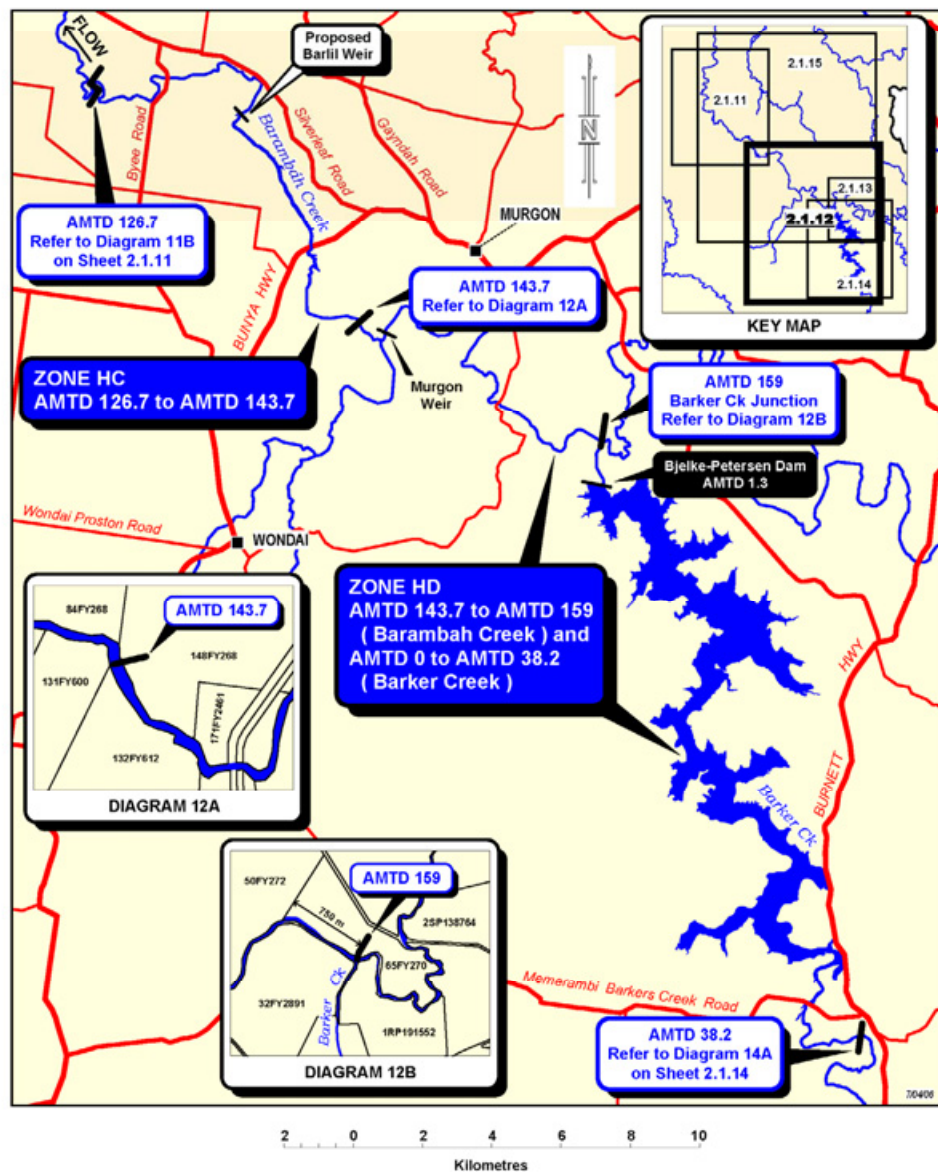 FLOW
Proposed
Barlil Weir
Byee Road
Barambah Creek
Silverleaf Road
Gayndah Road
N
MURGON
2.1.15
2.1.11
2.1.13
2.1.12
2.1.14
KEY MAP
AMTD 126.7
Refer to Diagram 11B
on Sheet 2.1.11
BUNYA HWY
AMTD 143.7
Refer to Diagram 12A
ZONE HC
AMTD 126.7 to AMTD 143.7
Murgon
Weir
AMTD 159
Barker Ck Junction
Refer to Diagram 12B
Bjelke-Petersen Dam
AMTD 1.3
Wondai Proston Road
WONDAI
ZONE HD
AMTD 143.7 to AMTD 159
( Barambah Creek ) and
AMTD 0 to AMTD 38.2
( Barker Creek )
84FY268
AMTD 143.7
148FY268
131FY600
171FY2461
132FY612
DIAGRAM 12A
BURNETT HWY
Barker Ck
50FY272
AMTD 159
750 m
2SP138764
65FY270
32FY2891
Barker Ck
1RP191552
DIAGRAM 12B
Memerambi Barkers Creek Road
AMTD 38.2
Refer to Diagram 14A
on Sheet 2.1.14
7/04/06
2 0 2 4 6 8 10
Kilometres